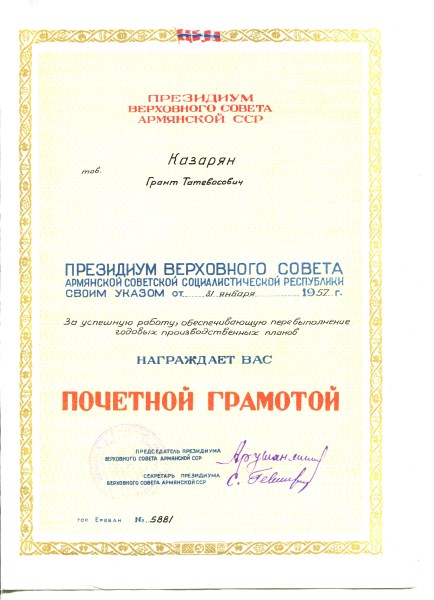 ПРЕЗИДИУМ
ВЕРХОВНОГО СОВЕТА
АРМЯНСКОЙ ССР
тов. Казарян
Грант Татевосович
ПРЕЗИДИУМ ВЕРХОВНОГО СОВЕТА
АРМЯНСКОЙ СОВЕТСКОЙ СОЦИАЛИСТИЧЕСКОЙ РЕСПУБЛИКИ
СВОИМ УКАЗОМ от 31 января 1957 г.
За успешную работу, обеспечивающую перевыполнение
годовых производственных планов
НАГРАЖДАЕТ ВАС
ПОЧЕТНОЙ ГРАМОТОЙ
ПРЕДСЕДАТЕЛЬ ПРЕЗИДИУМА
ВЕРХОВНОГО СОВЕТА АРМЯНСКОЙ ССР
СЕКРЕТАРЬ ПРЕЗИДИУМА
ВЕРХОВНОГО СОВЕТА АРМЯНСКОЙ ССР
гор. Ереван № 5881